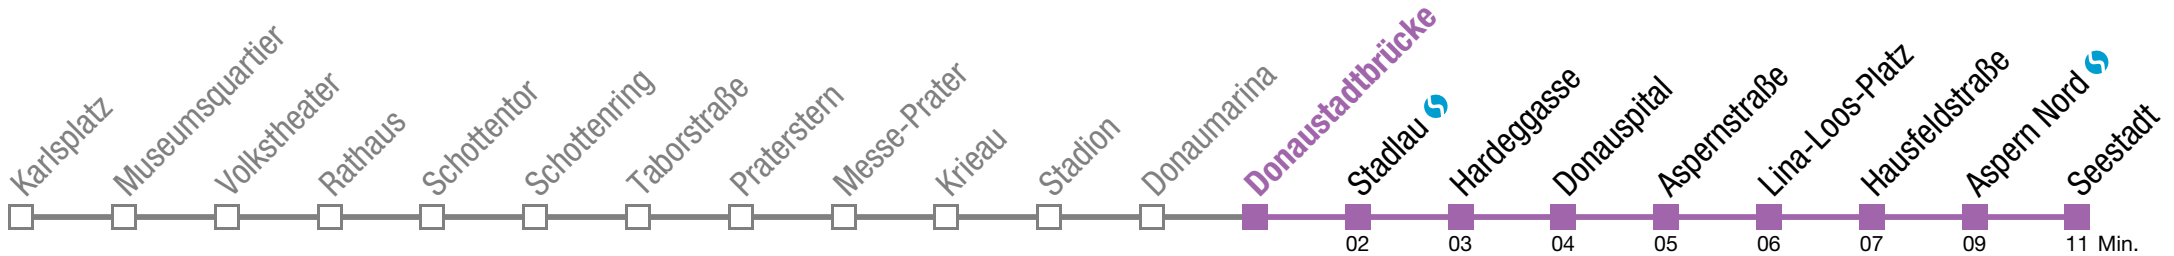 Karlsplatz
Museumsquartier
Volkstheater
Rathaus
Schottentor
Schottenring
Taborstraße
Praterstern
Messe-Prater
Krieau
Stadion
Donaumarina
Donaustadtbrücke
Stadlau
Hardeggasse
Donauspital
Aspernstraße
Lina-Loos-Platz
Hausfeldstraße
Aspern Nord
Seestadt
02 03 04 05 06 07 09 11 Min.